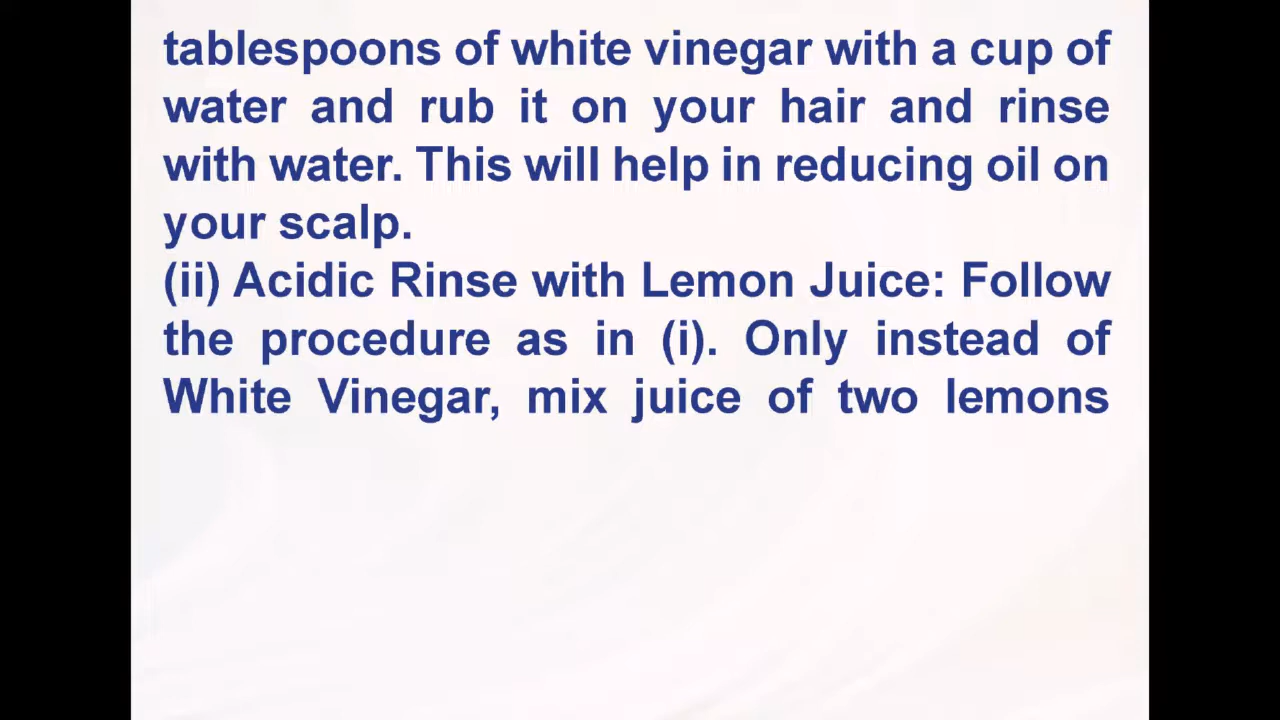 tablespoons of white vinegar with a cup of
water and rub it on your hair and rinse
with water. This will help in reducing oil on
your scalp.
(ii) Acidic Rinse with Lemon Juice: Follow
the procedure as in (i). Only instead of
White Vinegar, mix juice of two lemons